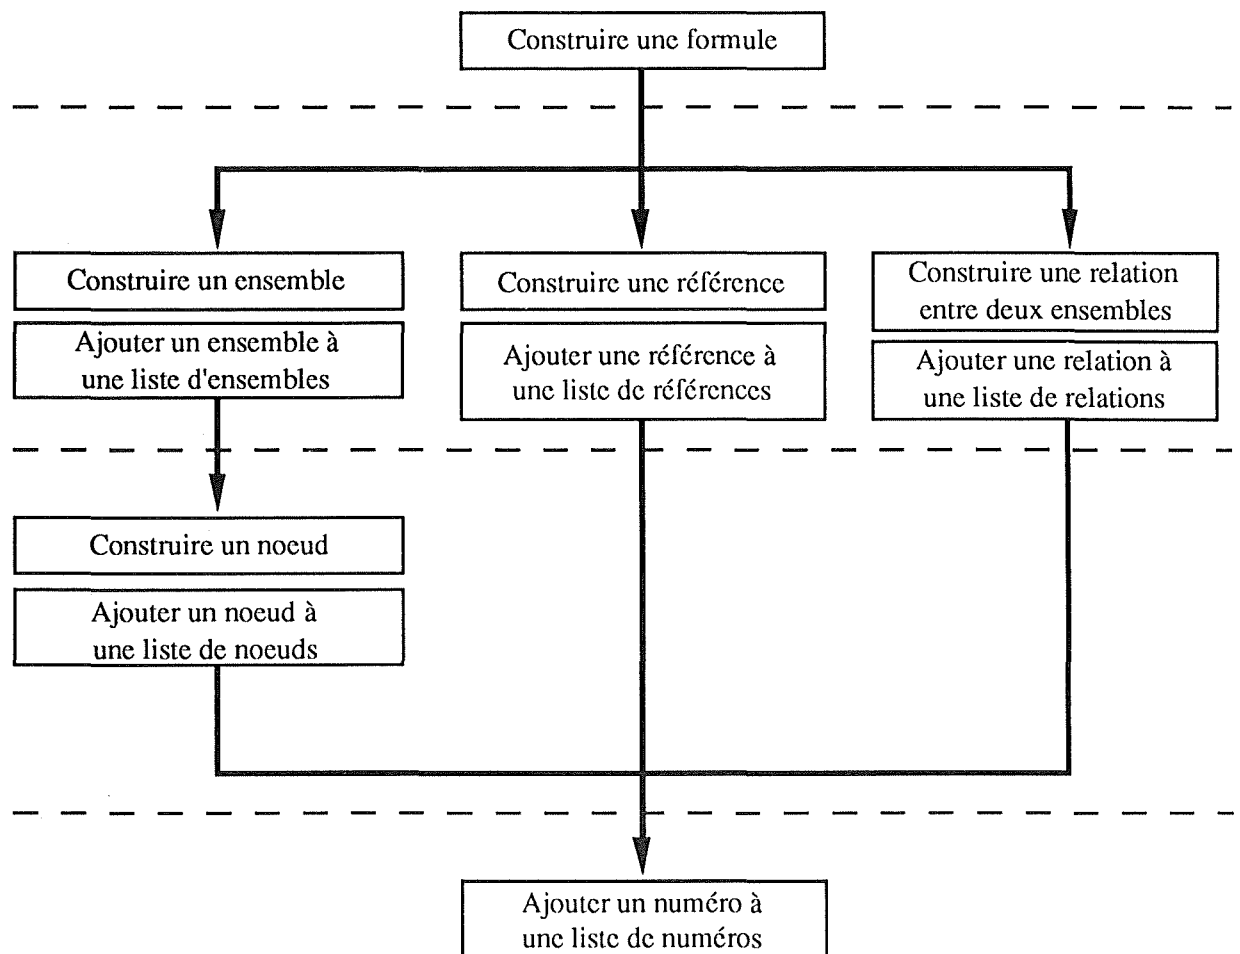 Construire une formule
Construire un ensemble
Ajouter un ensemble à
une liste d'ensembles
Construire une référence
Ajouter une référence à
une liste de références
Construire une relation
entre deux ensembles
Ajouter une relation à
une liste de relations
Construire un noeud
Ajouter un noeud à
une liste de noeuds
Ajouter un numéro à
une liste de numéros